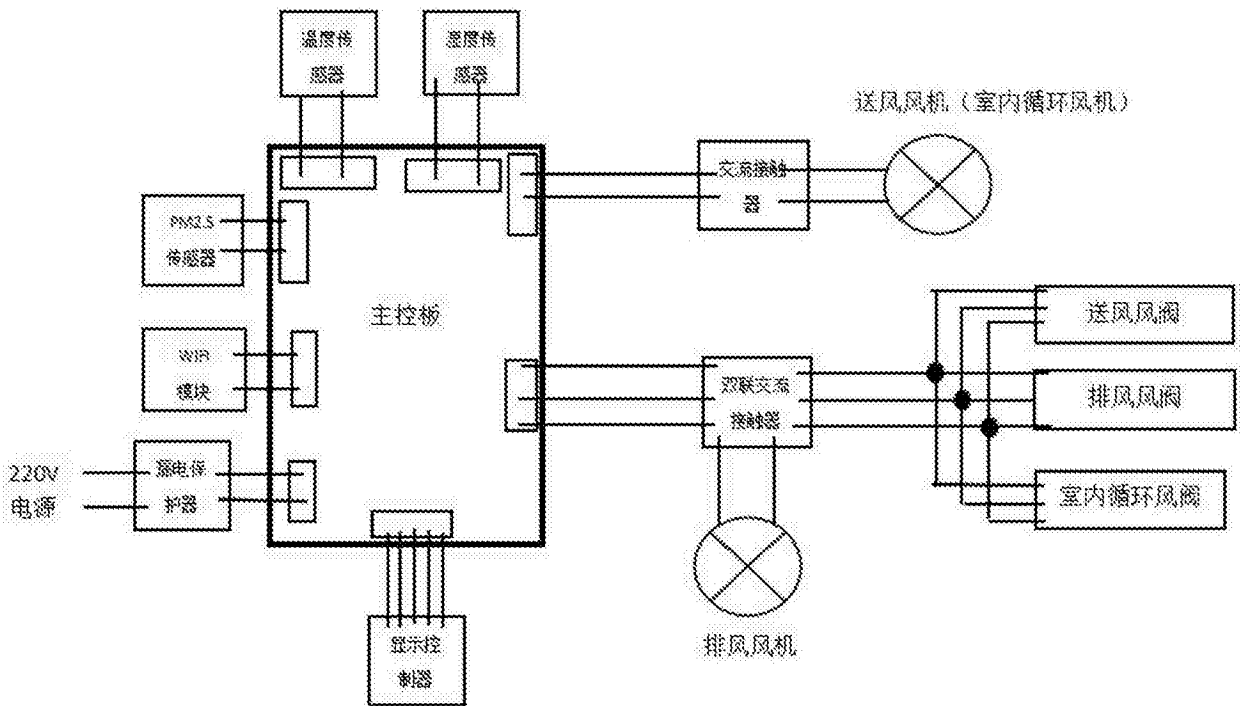 温度传
感器
湿度传
感器
送风风机（室内循环风机）
交流接触
器
PM2.5
传感器
主控板
送风风阀
WIFI
模块
双联交流
接触器
排风风阀
220V
电源
漏电保
护器
室内循环风阀
显示控
制器
排风风机